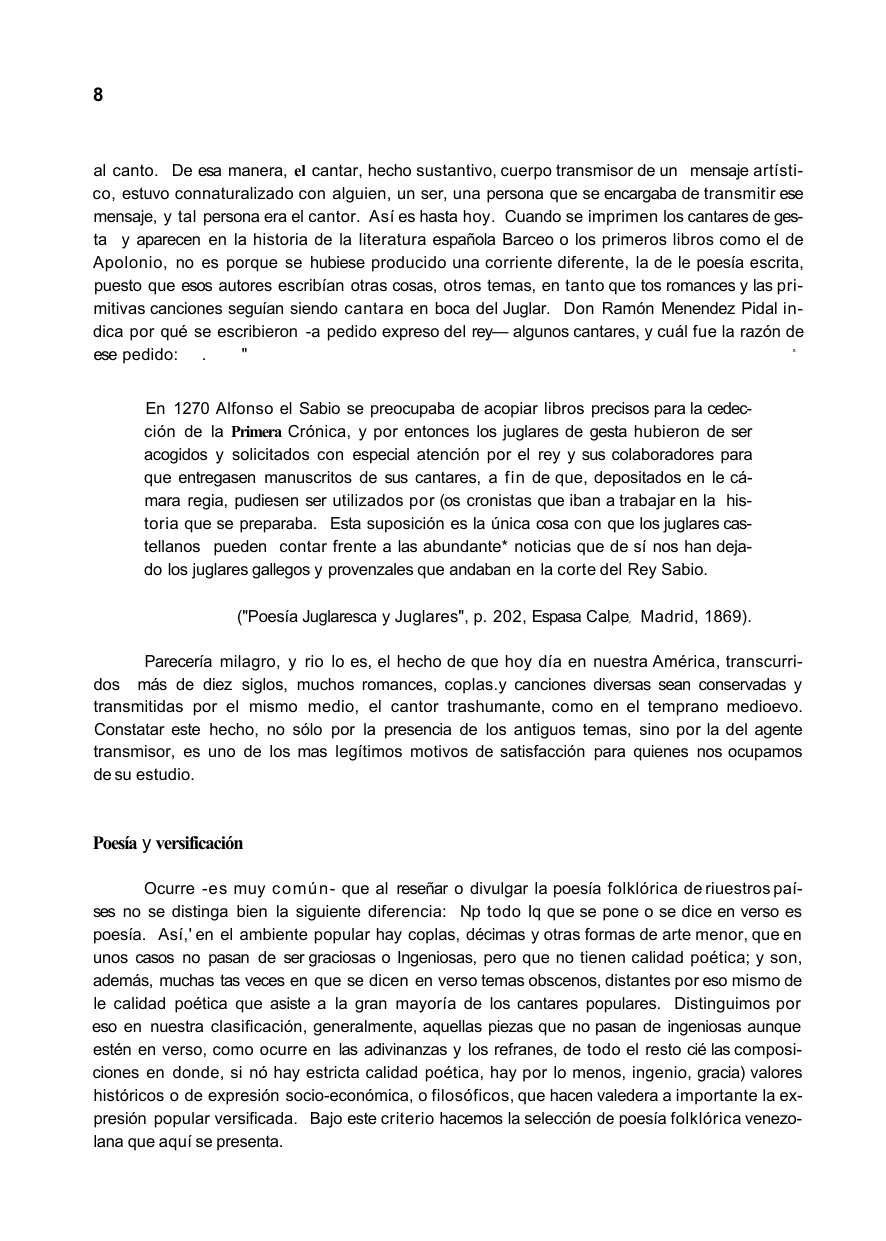 8
al canto. De esa manera, el cantar, hecho sustantivo, cuerpo transmisor de un mensaje artísti-
co, estuvo connaturalizado con alguien, un ser, una persona que se encargaba de transmitir ese
mensaje, y tal persona era el cantor. Así es hasta hoy. Cuando se imprimen los cantares de ges-
ta y aparecen en la historia de la literatura española Barceo o los primeros libros como el de
Apolonio, no es porque se hubiese producido una corriente diferente, la de le poesía escrita,
puesto que esos autores escribían otras cosas, otros temas, en tanto que tos romances y las pri-
mitivas canciones seguían siendo cantara en boca del Juglar. Don Ramón Menendez Pidal in-
dica por qué se escribieron -a pedido expreso del rey— algunos cantares, y cuál fue la razón de
ese pedido: . "
En 1270 Alfonso el Sabio se preocupaba de acopiar libros precisos para la cedec-
ción de la Primera Crónica, y por entonces los juglares de gesta hubieron de ser
acogidos y solicitados con especial atención por el rey y sus colaboradores para
que entregasen manuscritos de sus cantares, a fin de que, depositados en le cá-
mara regia, pudiesen ser utilizados por (os cronistas que iban a trabajar en la his-
toria que se preparaba. Esta suposición es la única cosa con que los juglares cas-
tellanos pueden contar frente a las abundante* noticias que de sí nos han deja-
do los juglares gallegos y provenzales que andaban en la corte del Rey Sabio.
("Poesía Juglaresca y Juglares", p. 202, Espasa Calpe, Madrid, 1869).
Parecería milagro, y rio lo es, el hecho de que hoy día en nuestra América, transcurri-
dos más de diez siglos, muchos romances, coplas.y canciones diversas sean conservadas y
transmitidas por el mismo medio, el cantor trashumante, como en el temprano medioevo.
Constatar este hecho, no sólo por la presencia de los antiguos temas, sino por la del agente
transmisor, es uno de los mas legítimos motivos de satisfacción para quienes nos ocupamos
de su estudio.
Poesía y versificación
Ocurre -es muy común- que al reseñar o divulgar la poesía folklórica de riuestros paí-
ses no se distinga bien la siguiente diferencia: Np todo Iq que se pone o se dice en verso es
poesía. Así,' en el ambiente popular hay coplas, décimas y otras formas de arte menor, que en
unos casos no pasan de ser graciosas o Ingeniosas, pero que no tienen calidad poética; y son,
además, muchas tas veces en que se dicen en verso temas obscenos, distantes por eso mismo de
le calidad poética que asiste a la gran mayoría de los cantares populares. Distinguimos por
eso en nuestra clasificación, generalmente, aquellas piezas que no pasan de ingeniosas aunque
estén en verso, como ocurre en las adivinanzas y los refranes, de todo el resto cié las composi-
ciones en donde, si nó hay estricta calidad poética, hay por lo menos, ingenio, gracia) valores
históricos o de expresión socio-económica, o filosóficos, que hacen valedera a importante la ex-
presión popular versificada. Bajo este criterio hacemos la selección de poesía folklórica venezo-
lana que aquí se presenta.